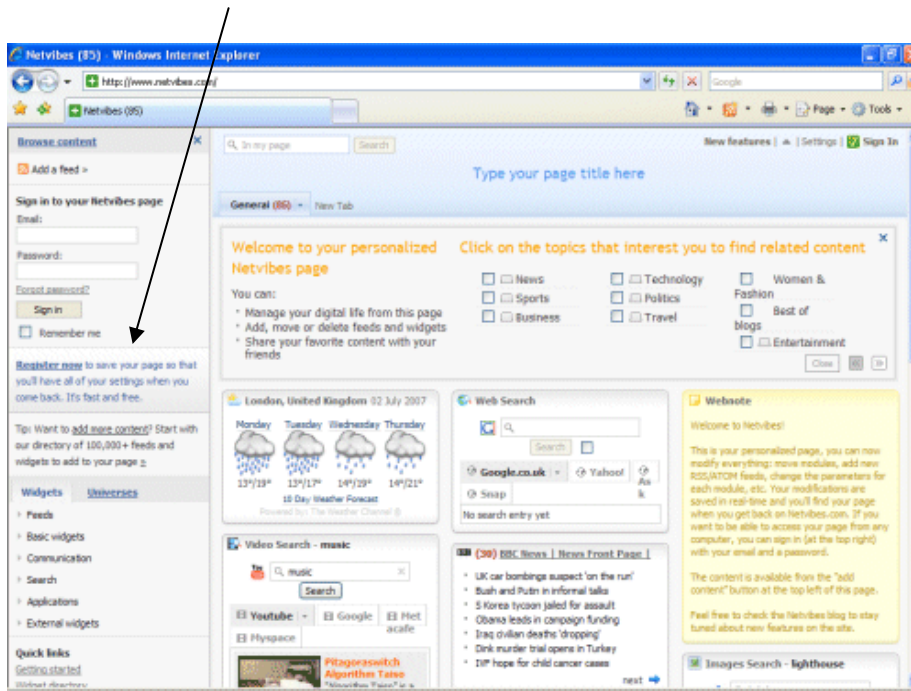 Netvibes (85) - Windows Internet Explorer
http://www.netvibes.com/
Google
Netvibes (85)
Page
Tools
Browse content
Add a feed »
Sign in to your Netvibes page
Email:
Password:
Forgot password?
Sign in
Remember me
Register now to save your page so that
you'll have all of your settings when you
come back. It's fast and free.
Tip: Want to add more content? Start with
our directory of 100,000+ feeds and
widgets to add to your page »
Widgets
Universes
Feeds
Basic widgets
Communication
Search
Applications
External widgets
Quick links
Getting started
Widget directory
In my page
Search
New features | | Settings | Sign In
Type your page title here
General (86)
New Tab
Welcome to your personalized
Netvibes page
You can:
* Manage your digital life from this page
* Add, move or delete feeds and widgets
* Share your favorite content with your
friends
Click on the topics that interest you to find related content
News
Technology
Women &
Fashion
Sports
Politics
Best of
blogs
Business
Travel
Entertainment
Close
London, United Kingdom 02 July 2007
Monday Tuesday Wednesday Thursday
13°/19° 13°/17° 14°/19° 14°/21°
10 Day Weather Forecast
Powered by: The Weather Channel ®
Video Search - music
You
music
Search
Youtube
Google
Met
acafe
Myspace
Pitagoraswitch
Algorithm Taiso
"Algorithm Taiso" is a
Web Search
Search
Google.co.uk
Yahoo!
As
k
Snap
No search entry yet
(30) BBC News | News Front Page |
UK car bombings suspect 'on the run'
Bush and Putin in informal talks
S Korea tycoon jailed for assault
Obama leads in campaign funding
Iraq civilian deaths 'dropping'
Dink murder trial opens in Turkey
IVF hope for child cancer cases
next
Webnote
Welcome to Netvibes!
This is your personalized page, you can now
modify everything: move modules, add new
RSS/ATOM feeds, change the parameters for
each module, etc. Your modifications are
saved in real-time and you'll find your page
when you get back on Netvibes.com. If you
want to be able to access your page from any
computer, you can sign in (at the top right)
with your email and a password.
The content is available from the "add
content" button at the top left of this page.
Feel free to check the Netvibes blog to stay
tuned about new features on the site.
Images Search - lighthouse